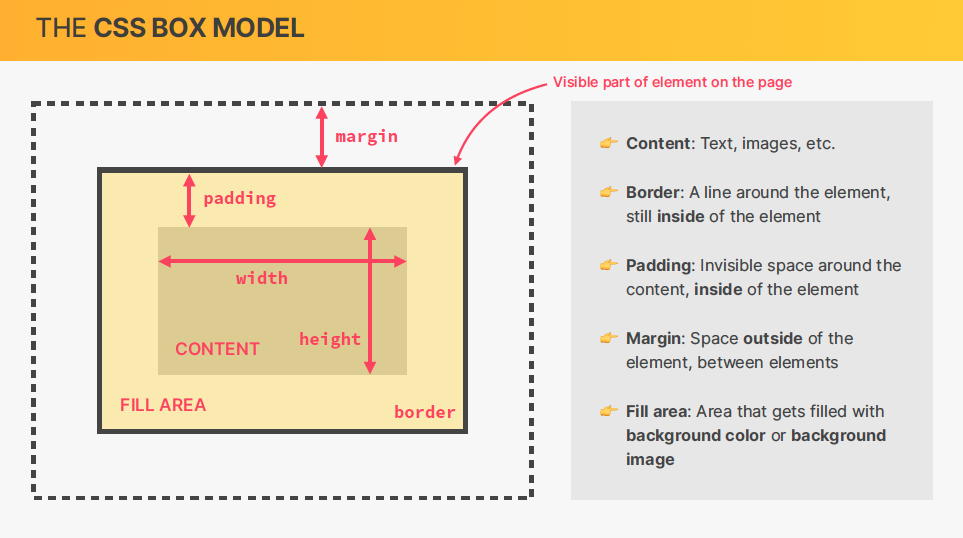 THE CSS BOX MODEL
Visible part of element on the page
margin
padding
width
height
CONTENT
FILL AREA
border
👉 Content: Text, images, etc.
👉 Border: A line around the element,
still inside of the element
👉 Padding: Invisible space around the
content, inside of the element
👉 Margin: Space outside of the
element, between elements
👉 Fill area: Area that gets filled with
background color or background
image